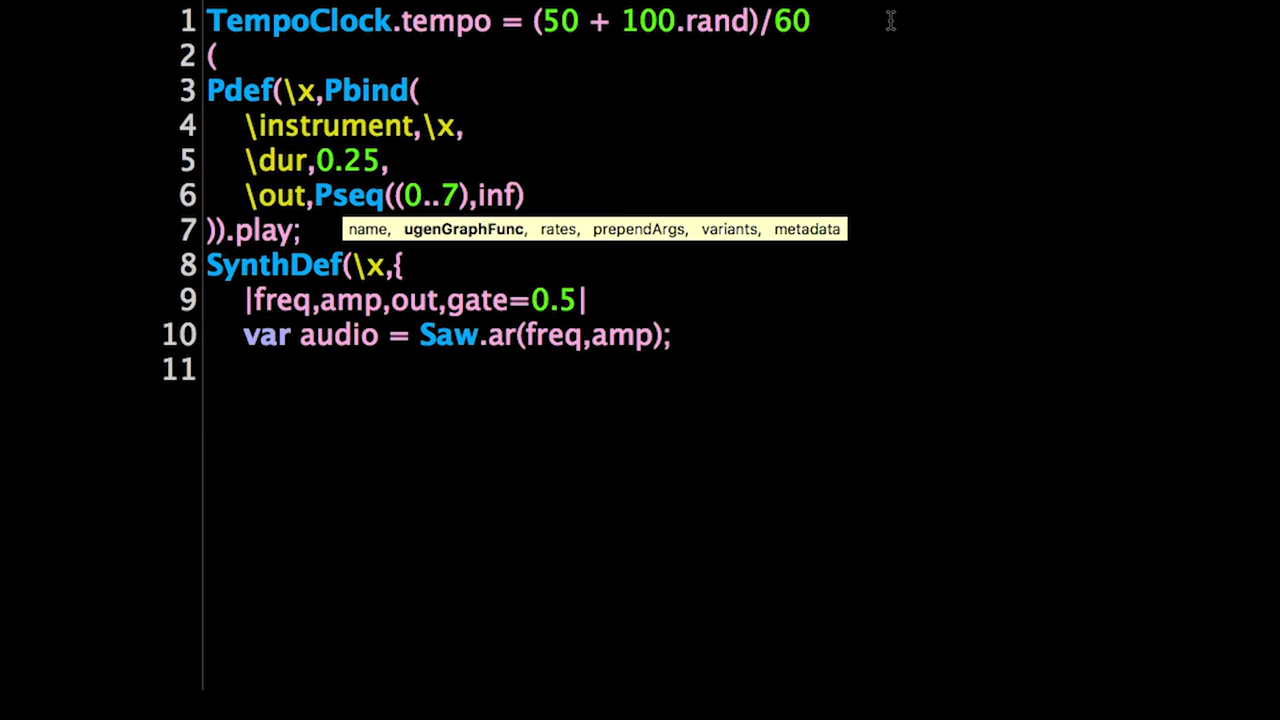 1 TempoClock.tempo = (50 + 100.rand)/60
2 (
3 Pdef(\x,Pbind(
4 \instrument,\x,
5 \dur,0.25,
6 \out,Pseq((0..7),inf)
7 )).play;
name, ugenGraphFunc, rates, prependArgs, variants, metadata
8 SynthDef(\x,{
9 |freq,amp,out,gate=0.5|
10 var audio = Saw.ar(freq,amp);
11